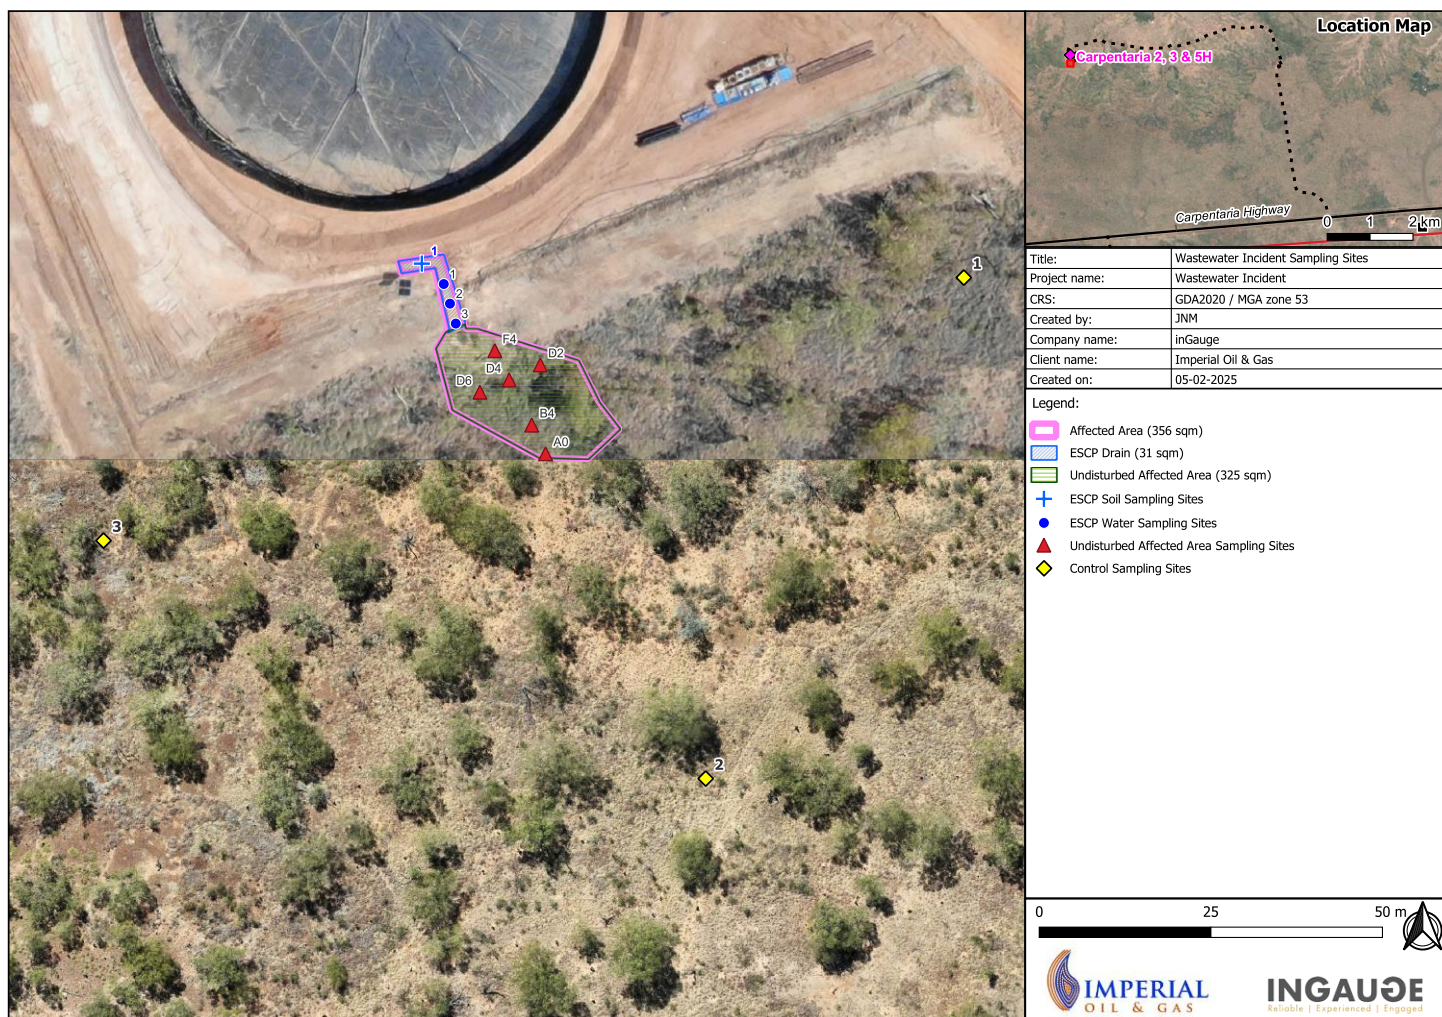 1
1
2
3
F4
D2
D4
D6
B4
A0
1
3
2
Location Map
Carpentaria 2, 3 & 5H
Carpentaria Highway
0 1 2 km
Title: Wastewater Incident Sampling Sites
Project name: Wastewater Incident
CRS: GDA2020 / MGA zone 53
Created by: JNM
Company name: inGauge
Client name: Imperial Oil & Gas
Created on: 05-02-2025
Legend:
Affected Area (356 sqm)
ESCP Drain (31 sqm)
Undisturbed Affected Area (325 sqm)
ESCP Soil Sampling Sites
ESCP Water Sampling Sites
Undisturbed Affected Area Sampling Sites
Control Sampling Sites
0 25 50 m
IMPERIAL
OIL & GAS
INGAUGE
Reliable | Experienced | Engaged